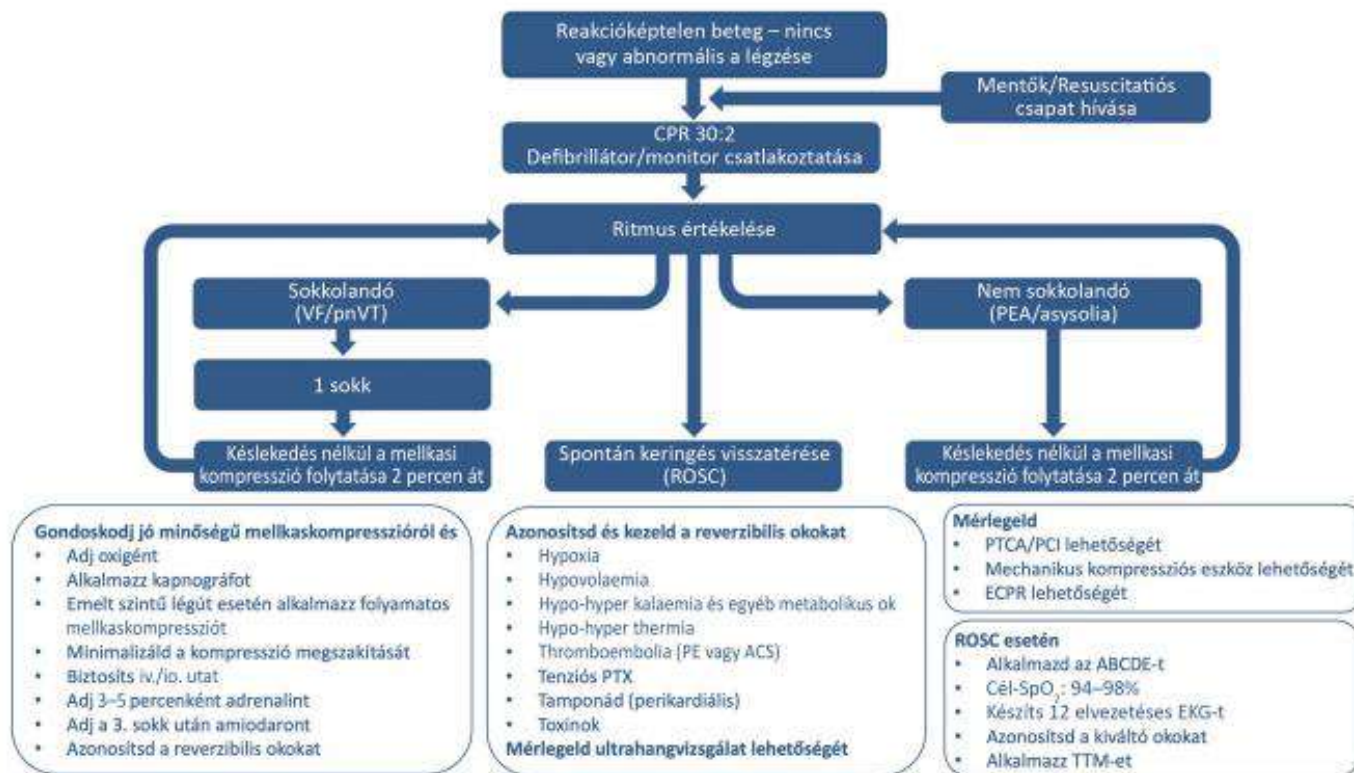 Reakcióképtelen beteg – nincs
vagy abnormális a légzése
Mentők/Resuscitatiós
csapat hívása
CPR 30:2
Defibrillátor/monitor csatlakoztatása
Ritmus értékelése
Sokkolandó
(VF/pnVT)
Nem sokkolandó
(PEA/asysolia)
1 sokk
Késlekedés nélkül a mellkasi
kompresszió folytatása 2 percen át
Spontán keringés visszatérése
(ROSC)
Késlekedés nélkül a mellkasi
kompresszió folytatása 2 percen át
Gondoskodj jó minőségű mellkaskompresszióról és
• Adj oxigént
• Alkalmazz kapnográfot
• Emelt szintű légút esetén alkalmazz folyamatos
mellkaskompressziót
• Minimalizáld a kompresszió megszakítását
• Biztosíts iv./io. utat
• Adj 3–5 percenként adrenalint
• Adj a 3. sokk után amiodaront
• Azonosítsd a reverzibilis okokat
Azonosítsd és kezeld a reverzibilis okokat
• Hypoxia
• Hypovolaemia
• Hypo-hyper kalaemia és egyéb metabolikus ok
• Hypo-hyper thermia
• Thromboembolia (PE vagy ACS)
• Tenziós PTX
• Tamponád (perikardiális)
• Toxinok
Mérlegeld ultrahangvizsgálat lehetőségét
Mérlegeld
• PTCA/PCI lehetőségét
• Mechanikus kompressziós eszköz lehetőségét
• ECPR lehetőségét
ROSC esetén
• Alkalmazd az ABCDE-t
• Cél-SpO₂: 94–98%
• Készíts 12 elvezetéses EKG-t
• Azonosítsd a kiváltó okokat
• Alkalmazz TTM-et